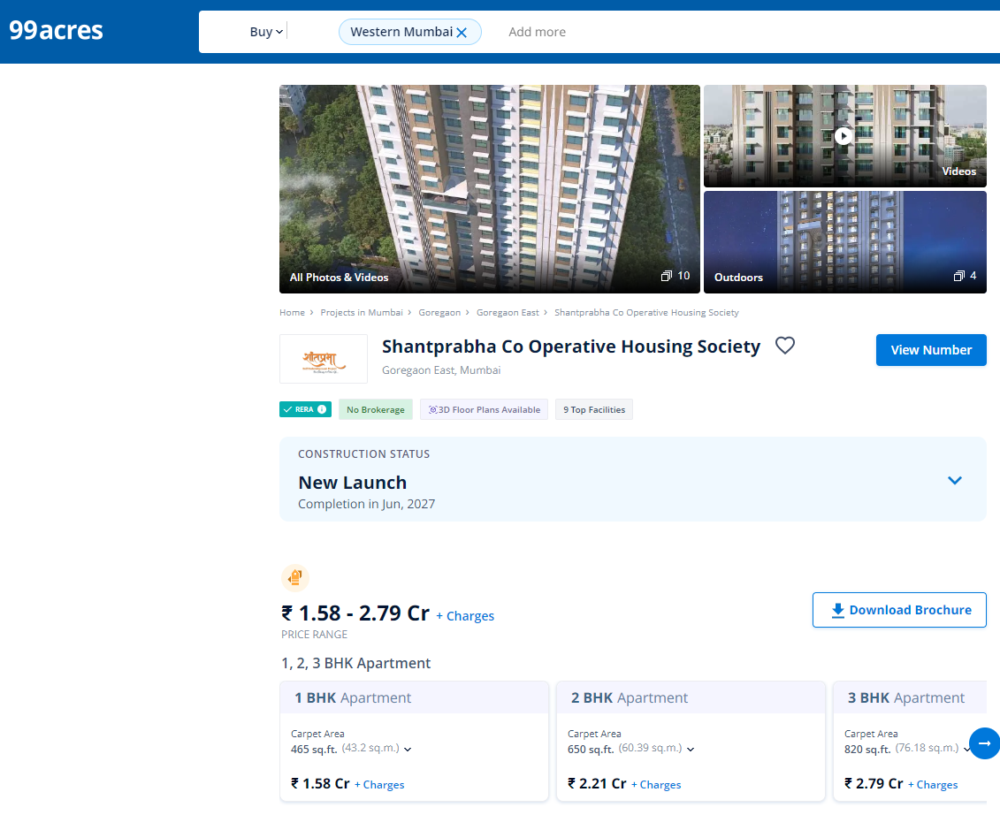 99acres
Buy
Western Mumbai
Add more
All Photos & Videos
10
Videos
Outdoors
4
Home > Projects in Mumbai > Goregaon > Goregaon East > Shantprabha Co Operative Housing Society
शांतप्रभा
Shantprabha Co Operative Housing Society
Goregaon East, Mumbai
View Number
RERA
No Brokerage
3D Floor Plans Available
9 Top Facilities
CONSTRUCTION STATUS
New Launch
Completion in Jun, 2027
₹ 1.58 - 2.79 Cr + Charges
PRICE RANGE
Download Brochure
1, 2, 3 BHK Apartment
1 BHK Apartment
Carpet Area
465 sq.ft. (43.2 sq.m.)
₹ 1.58 Cr + Charges
2 BHK Apartment
Carpet Area
650 sq.ft. (60.39 sq.m.)
₹ 2.21 Cr + Charges
3 BHK Apartment
Carpet Area
820 sq.ft. (76.18 sq.m.)
₹ 2.79 Cr + Charges